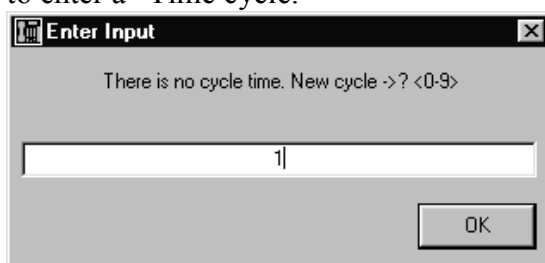 to enter a "Time cycle.
Enter Input
There is no cycle time. New cycle ->? <0-9>
1
OK